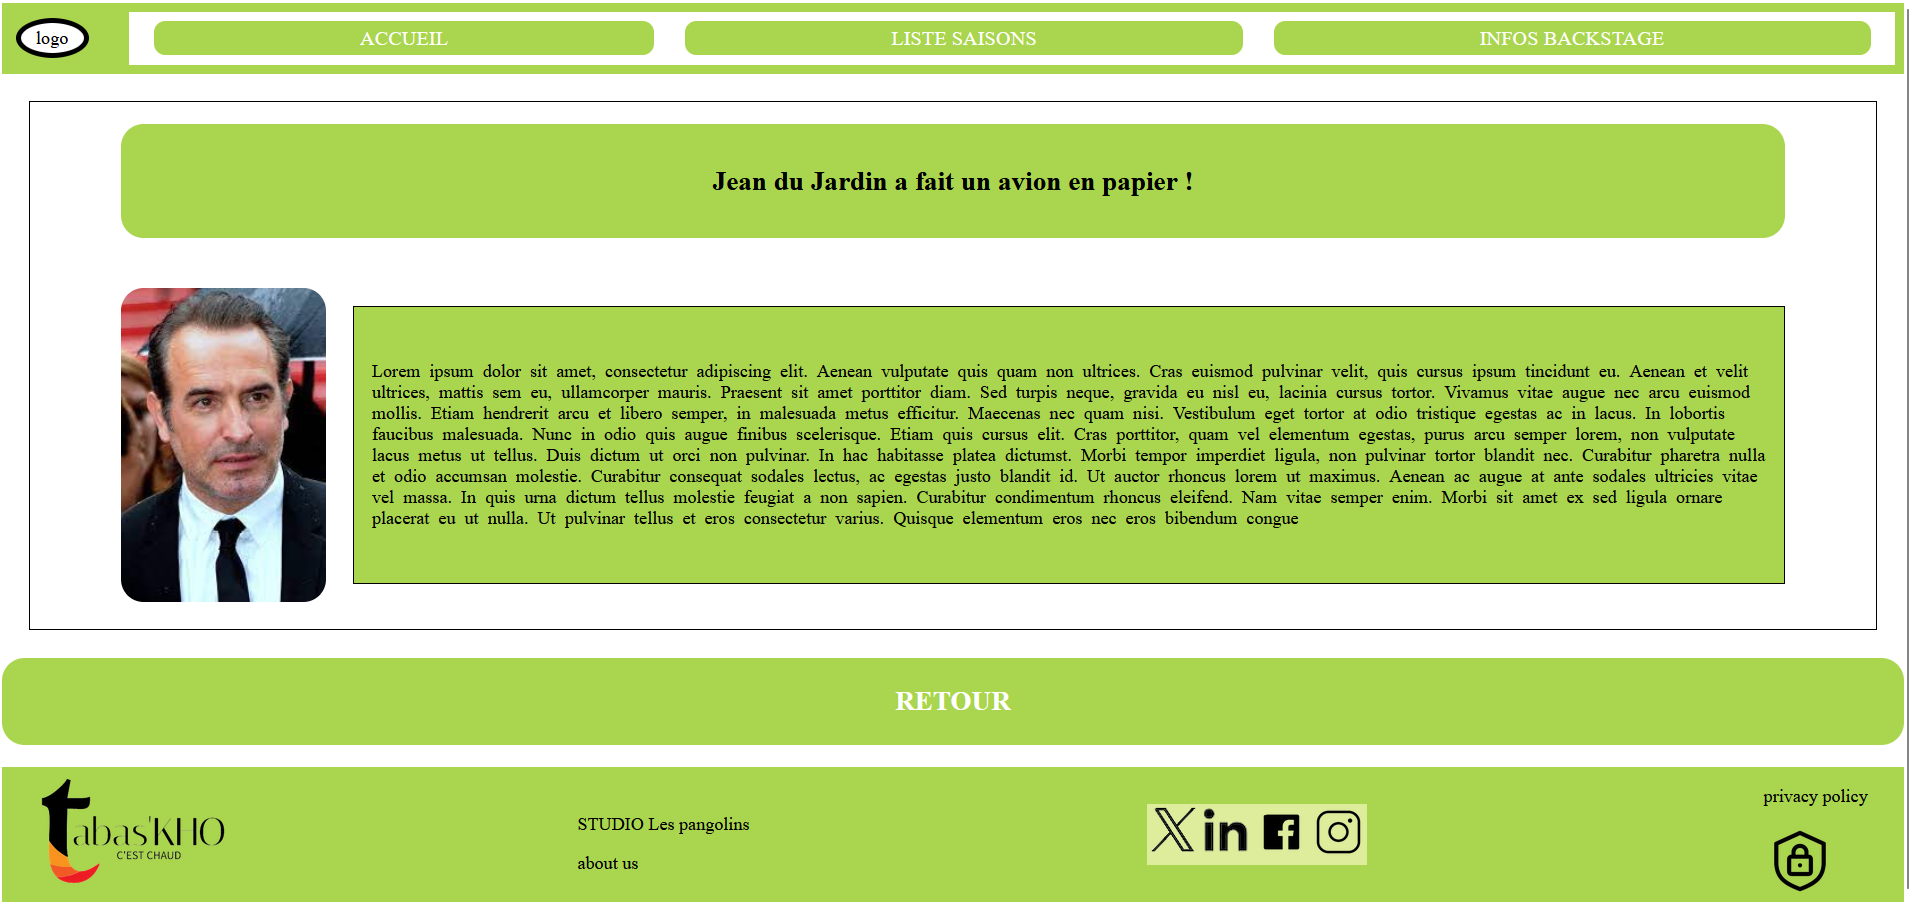 logo
ACCUEIL
LISTE SAISONS
INFOS BACKSTAGE
Jean du Jardin a fait un avion en papier !
Lorem ipsum dolor sit amet, consectetur adipiscing elit. Aenean vulputate quis quam non ultrices. Cras euismod pulvinar velit, quis cursus ipsum tincidunt eu. Aenean et velit
ultrices, mattis sem eu, ullamcorper mauris. Praesent sit amet porttitor diam. Sed turpis neque, gravida eu nisl eu, lacinia cursus tortor. Vivamus vitae augue nec arcu euismod
mollis. Etiam hendrerit arcu et libero semper, in malesuada metus efficitur. Maecenas nec quam nisi. Vestibulum eget tortor at odio tristique egestas ac in lacus. In lobortis
faucibus malesuada. Nunc in odio quis augue finibus scelerisque. Etiam quis cursus elit. Cras porttitor, quam vel elementum egestas, purus arcu semper lorem, non vulputate
lacus metus ut tellus. Duis dictum ut orci non pulvinar. In hac habitasse platea dictumst. Morbi tempor imperdiet ligula, non pulvinar tortor blandit nec. Curabitur pharetra nulla
et odio accumsan molestie. Curabitur consequat sodales lectus, ac egestas justo blandit id. Ut auctor rhoncus lorem ut maximus. Aenean ac augue at ante sodales ultricies vitae
vel massa. In quis urna dictum tellus molestie feugiat a non sapien. Curabitur condimentum rhoncus eleifend. Nam vitae semper enim. Morbi sit amet ex sed ligula ornare
placerat eu ut nulla. Ut pulvinar tellus et eros consectetur varius. Quisque elementum eros nec eros bibendum congue
RETOUR
tabas'KHO
C'EST CHAUD
STUDIO Les pangolins
about us
in
privacy policy